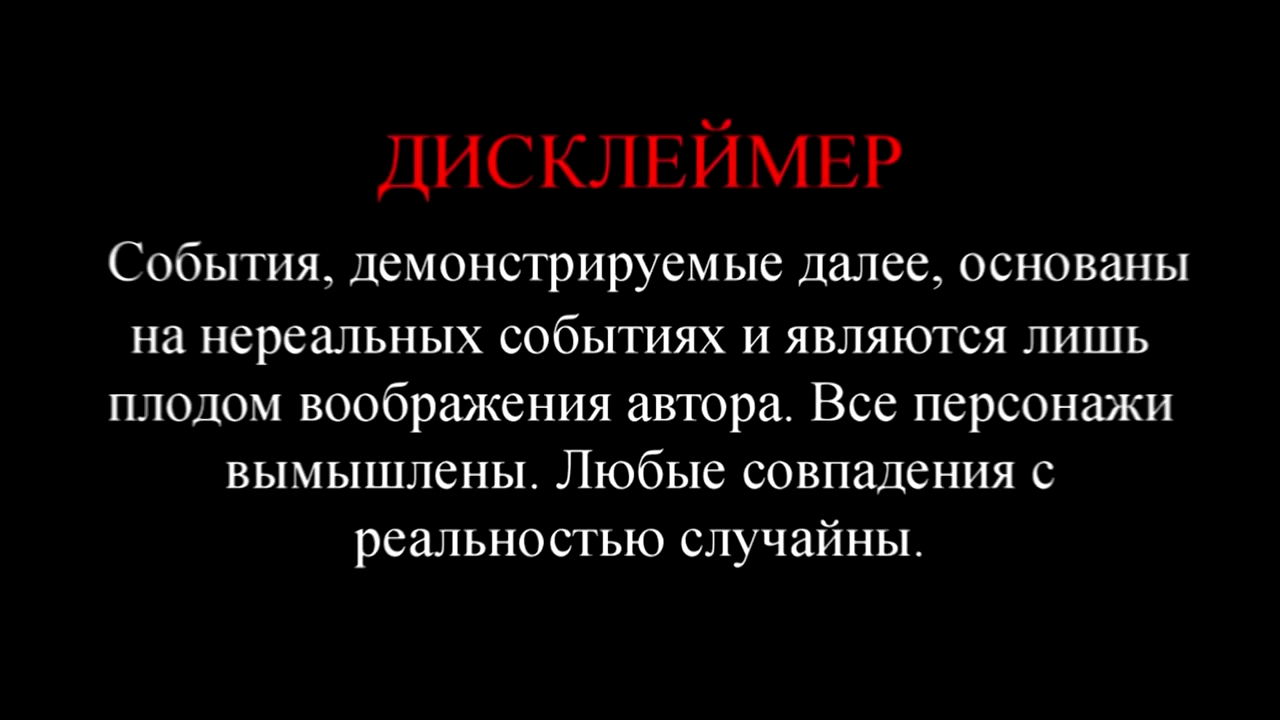 ДИСКЛЕЙМЕР
События, демонстрируемые далее, основаны
на нереальных событиях и являются лишь
плодом воображения автора. Все персонажи
вымышлены. Любые совпадения с
реальностью случайны.